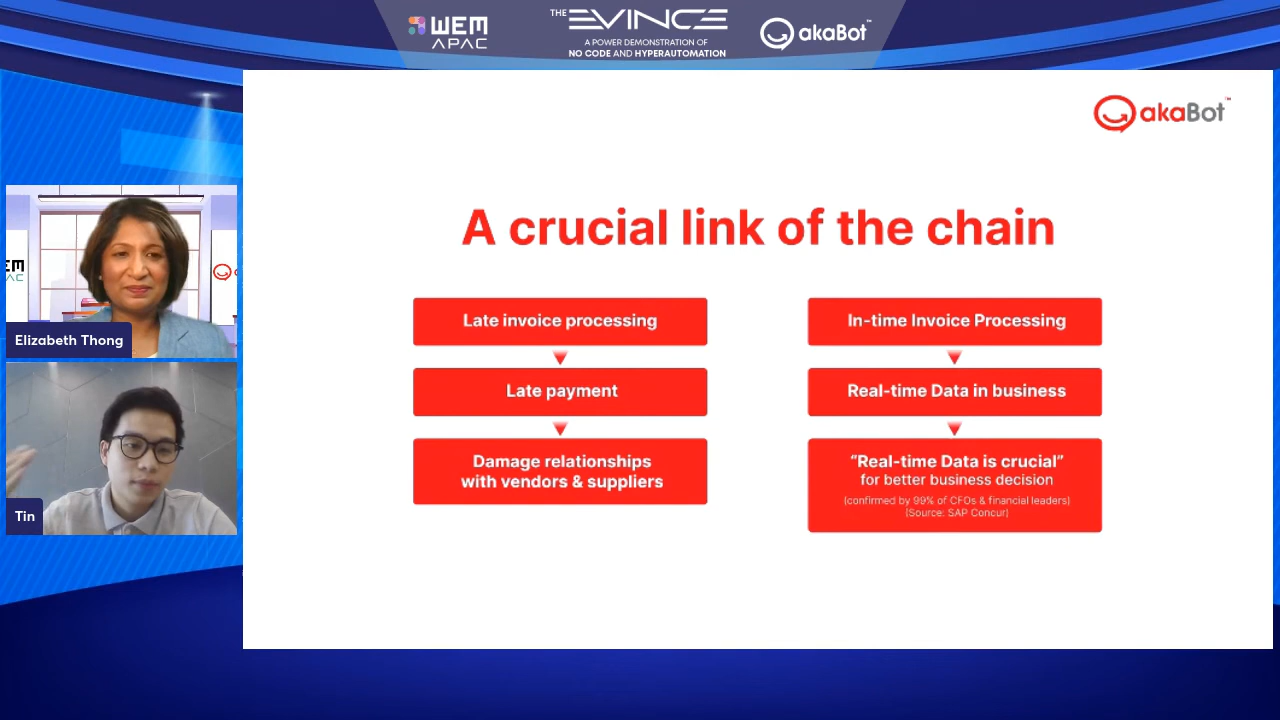 WEM
APAC
THE EVINCE
A POWER DEMONSTRATION OF
NO CODE AND HYPERAUTOMATION
akaBot™
akaBot™
A crucial link of the chain
Late invoice processing
Late payment
Damage relationships
with vendors & suppliers
In-time Invoice Processing
Real-time Data in business
“Real-time Data is crucial”
for better business decision
(confirmed by 99% of CFOs & financial leaders)
(Source: SAP Concur)
Elizabeth Thong
Tin